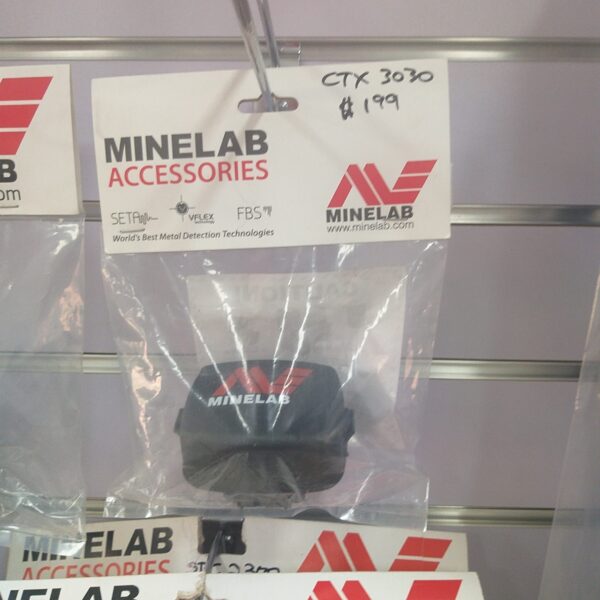 CTX 3030
$199
MINELAB
ACCESSORIES
SETA
VFLEX
FBS
World's Best Metal Detection Technologies
MINELAB
www.minelab.com
MINELAB
MINELAB
ACCESSORIES
MINELAB